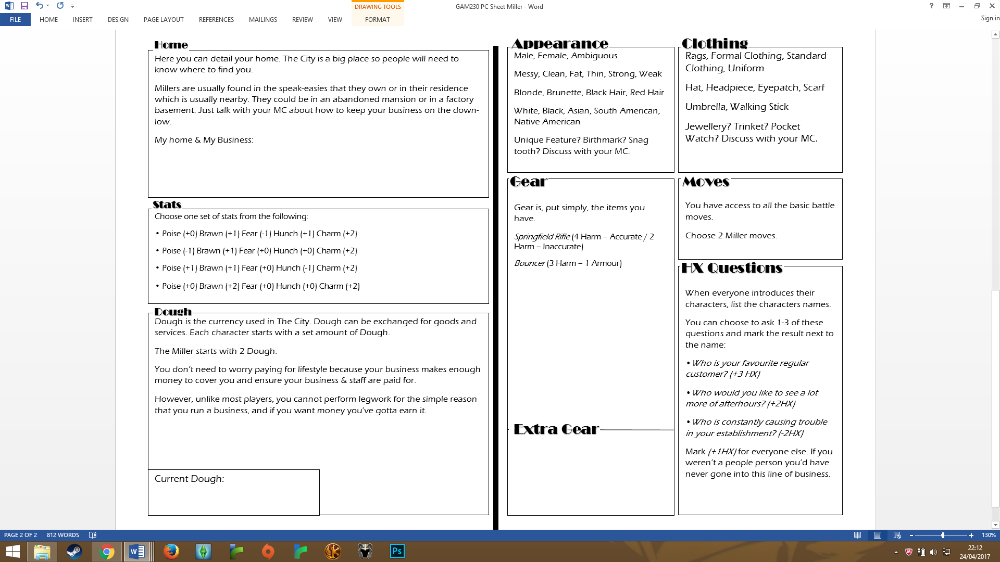 DRAWING TOOLS
GAM230 PC Sheet Miller - Word
?
FILE
HOME
INSERT
DESIGN
PAGE LAYOUT
REFERENCES
MAILINGS
REVIEW
VIEW
FORMAT
Sign in
Home
Here you can detail your home. The City is a big place so people will need to
know where to find you.
Millers are usually found in the speak-easies that they own or in their residence
which is usually nearby. They could be in an abandoned mansion or in a factory
basement. Just talk with your MC about how to keep your business on the down-
low.
My home & My Business:
Stats
Choose one set of stats from the following:
• Poise (+0) Brawn (+1) Fear (-1) Hunch (+1) Charm (+2)
• Poise (-1) Brawn (+1) Fear (+0) Hunch (+0) Charm (+2)
• Poise (+1) Brawn (+1) Fear (+0) Hunch (-1) Charm (+2)
• Poise (+0) Brawn (+2) Fear (+0) Hunch (+0) Charm (+2)
Dough
Dough is the currency used in The City. Dough can be exchanged for goods and
services. Each character starts with a set amount of Dough.
The Miller starts with 2 Dough.
You don't need to worry paying for lifestyle because your business makes enough
money to cover you and ensure your business & staff are paid for.
However, unlike most players, you cannot perform legwork for the simple reason
that you run a business, and if you want money you've gotta earn it.
Current Dough:
Appearance
Male, Female, Ambiguous
Messy, Clean, Fat, Thin, Strong, Weak
Blonde, Brunette, Black Hair, Red Hair
White, Black, Asian, South American,
Native American
Unique Feature? Birthmark? Snag
tooth? Discuss with your MC.
Clothing
Rags, Formal Clothing, Standard
Clothing, Uniform
Hat, Headpiece, Eyepatch, Scarf
Umbrella, Walking Stick
Jewellery? Trinket? Pocket
Watch? Discuss with your MC.
Gear
Gear is, put simply, the items you
have.
Springfield Rifle (4 Harm – Accurate / 2
Harm – Inaccurate)
Bouncer (3 Harm – 1 Armour)
Extra Gear
Moves
You have access to all the basic battle
moves.
Choose 2 Miller moves.
HX Questions
When everyone introduces their
characters, list the characters names.
You can choose to ask 1-3 of these
questions and mark the result next to
the name:
• Who is your favourite regular
customer? (+3 HX)
• Who would you like to see a lot
more of afterhours? (+2HX)
• Who is constantly causing trouble
in your establishment? (-2HX)
Mark (+1HX) for everyone else. If you
weren't a people person you'd have
never gone into this line of business.
PAGE 2 OF 2
812 WORDS
130%
Ps
22:12
24/04/2017